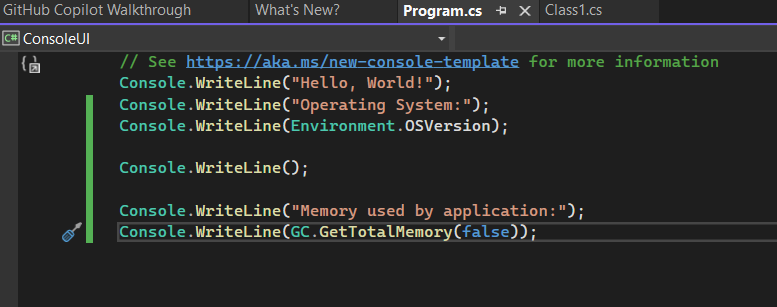 GitHub Copilot Walkthrough What's New? Program.cs Class1.cs
C# ConsoleUI
// See https://aka.ms/new-console-template for more information
Console.WriteLine("Hello, World!");
Console.WriteLine("Operating System:");
Console.WriteLine(Environment.OSVersion);
Console.WriteLine();
Console.WriteLine("Memory used by application:");
Console.WriteLine(GC.GetTotalMemory(false));